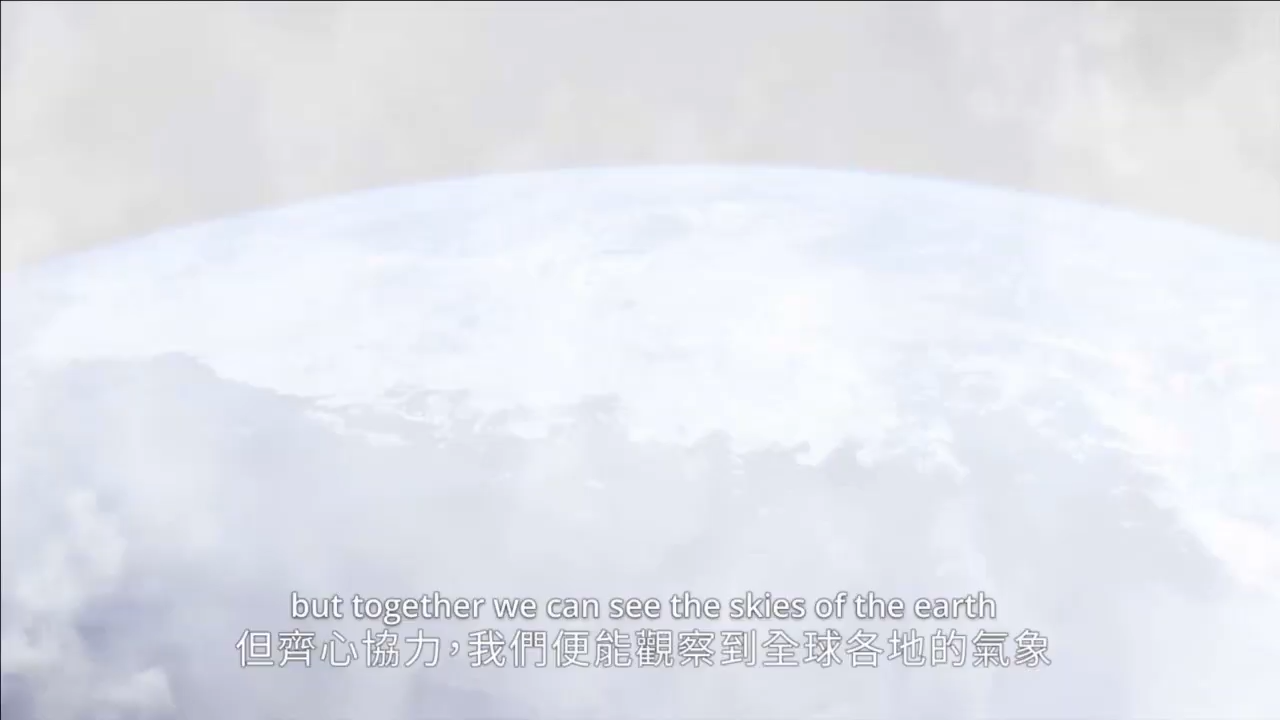 but together we can see the skies of the earth
但齊心協力，我們便能觀察到全球各地的氣象